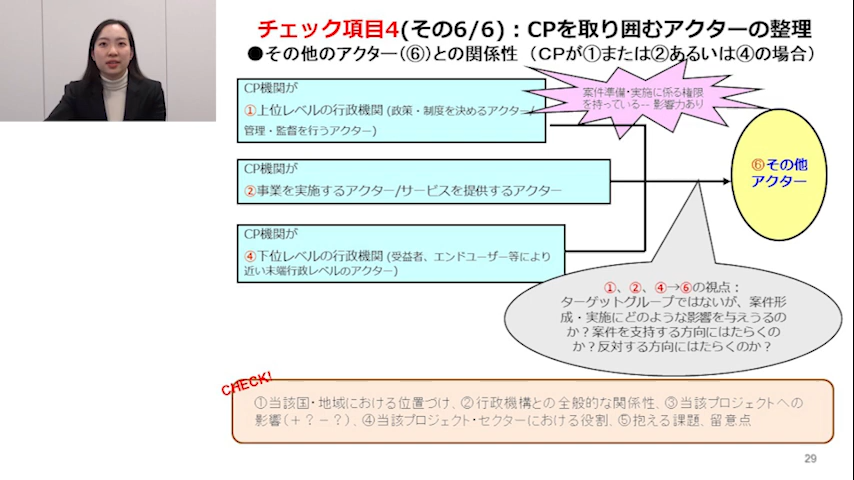 チェック項目4(その6/6)：CPを取り囲むアクターの整理
●その他のアクター(⑥)との関係性 （CPが①または②あるいは④の場合）
CP機関が
①上位レベルの行政機関 (政策・制度を決めるアクター/
管理・監督を行うアクター)
案件準備・実施に係る権限
を持っている-- 影響力あり
CP機関が
②事業を実施するアクター/サービスを提供するアクター
⑥その他
アクター
CP機関が
④下位レベルの行政機関 (受益者、エンドユーザー等により
近い末端行政レベルのアクター)
①、②、④→⑥の視点：
ターゲットグループではないが、案件形
成・実施にどのような影響を与えうるの
か？案件を支持する方向にはたらくの
か？反対する方向にはたらくのか？
CHECK!
①当該国・地域における位置づけ、②行政機構との全般的な関係性、③当該プロジェクトへの
影響(＋？－？)、④当該プロジェクト・セクターにおける役割、⑤抱える課題、留意点
29